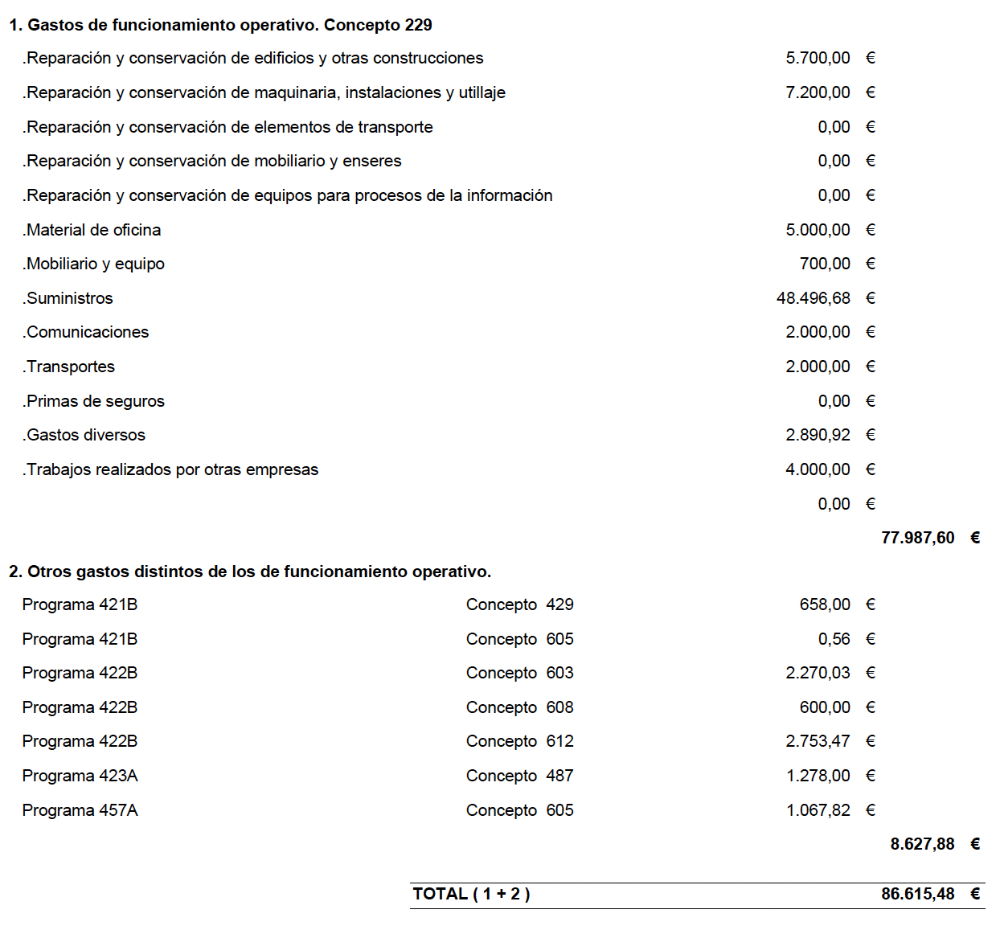 1. Gastos de funcionamiento operativo. Concepto 229
.Reparación y conservación de edificios y otras construcciones 5.700,00 €
.Reparación y conservación de maquinaria, instalaciones y utillaje 7.200,00 €
.Reparación y conservación de elementos de transporte 0,00 €
.Reparación y conservación de mobiliario y enseres 0,00 €
.Reparación y conservación de equipos para procesos de la información 0,00 €
.Material de oficina 5.000,00 €
.Mobiliario y equipo 700,00 €
.Suministros 48.496,68 €
.Comunicaciones 2.000,00 €
.Transportes 2.000,00 €
.Primas de seguros 0,00 €
.Gastos diversos 2.890,92 €
.Trabajos realizados por otras empresas 4.000,00 €
0,00 €
77.987,60 €
2. Otros gastos distintos de los de funcionamiento operativo.
Programa 421B Concepto 429 658,00 €
Programa 421B Concepto 605 0,56 €
Programa 422B Concepto 603 2.270,03 €
Programa 422B Concepto 608 600,00 €
Programa 422B Concepto 612 2.753,47 €
Programa 423A Concepto 487 1.278,00 €
Programa 457A Concepto 605 1.067,82 €
8.627,88 €
TOTAL ( 1 + 2 ) 86.615,48 €